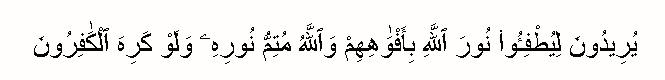 يُرِيدُونَ لِيُطْفِـُٔوا۟ نُورَ ٱللَّهِ بِأَفْوَٰهِهِمْ وَٱللَّهُ مُتِمُّ نُورِهِۦ وَلَوْ كَرِهَ ٱلْكَٰفِرُونَ